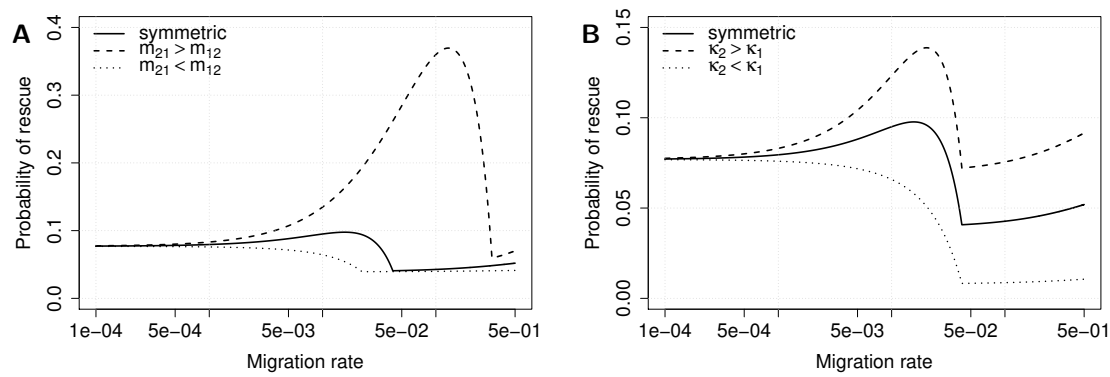 A
symmetric
m21 > m12
m21 < m12
Probability of rescue
0.0
0.1
0.2
0.3
0.4
1e−04
5e−04
5e−03
5e−02
5e−01
Migration rate
B
symmetric
κ2 > κ1
κ2 < κ1
Probability of rescue
0.00
0.05
0.10
0.15
1e−04
5e−04
5e−03
5e−02
5e−01
Migration rate